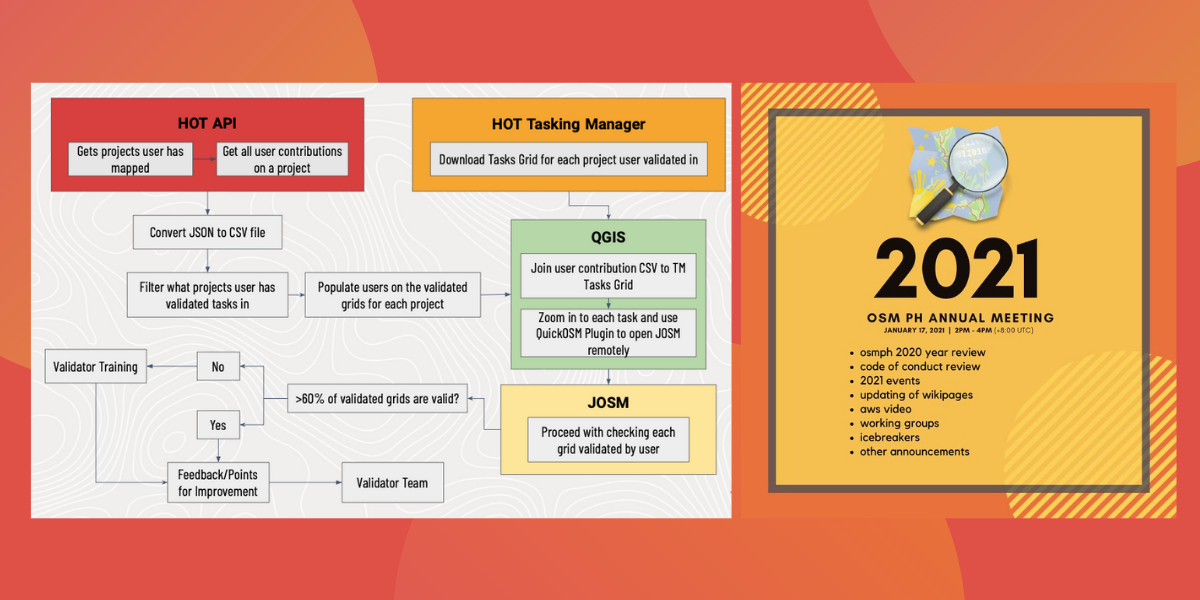 HOT API
Gets projects user has
mapped
Get all user contributions
on a project
HOT Tasking Manager
Download Tasks Grid for each project user validated in
Convert JSON to CSV file
Filter what projects user has
validated tasks in
Populate users on the validated
grids for each project
QGIS
Join user contribution CSV to TM
Tasks Grid
Zoom in to each task and use
QuickOSM Plugin to open JOSM
remotely
JOSM
Proceed with checking each
grid validated by user
>60% of validated grids are valid?
No
Validator Training
Yes
Feedback/Points
for Improvement
Validator Team
2021
OSM PH ANNUAL MEETING
JANUARY 17, 2021 | 2PM - 4PM (+8:00 UTC)
• osmph 2020 year review
• code of conduct review
• 2021 events
• updating of wikipages
• aws video
• working groups
• icebreakers
• other announcements